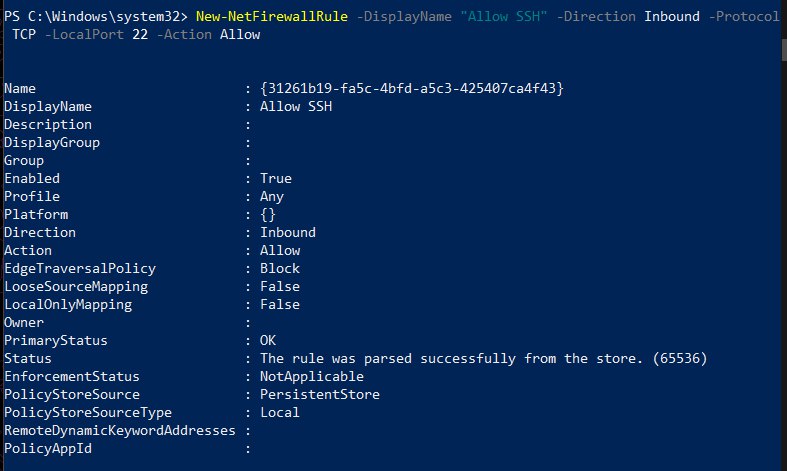 PS C:\Windows\system32> New-NetFirewallRule -DisplayName "Allow SSH" -Direction Inbound -Protocol
TCP -LocalPort 22 -Action Allow
Name : {31261b19-fa5c-4bfd-a5c3-425407ca4f43}
DisplayName : Allow SSH
Description :
DisplayGroup :
Group :
Enabled : True
Profile : Any
Platform : {}
Direction : Inbound
Action : Allow
EdgeTraversalPolicy : Block
LooseSourceMapping : False
LocalOnlyMapping : False
Owner :
PrimaryStatus : OK
Status : The rule was parsed successfully from the store. (65536)
EnforcementStatus : NotApplicable
PolicyStoreSource : PersistentStore
PolicyStoreSourceType : Local
RemoteDynamicKeywordAddresses :
PolicyAppId :